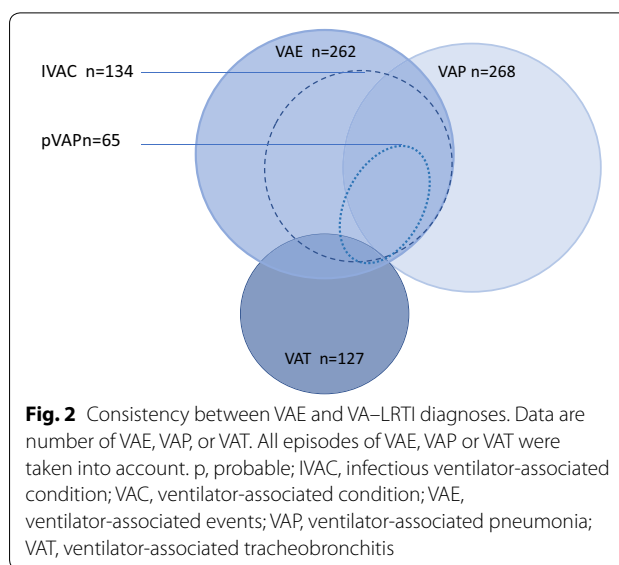 VAE n=262
IVAC n=134
VAP n=268
pVAPn=65
VAT n=127
Fig. 2 Consistency between VAE and VA–LRTI diagnoses. Data are
number of VAE, VAP, or VAT. All episodes of VAE, VAP or VAT were
taken into account. p, probable; IVAC, infectious ventilator-associated
condition; VAC, ventilator-associated condition; VAE,
ventilator-associated events; VAP, ventilator-associated pneumonia;
VAT, ventilator-associated tracheobronchitis